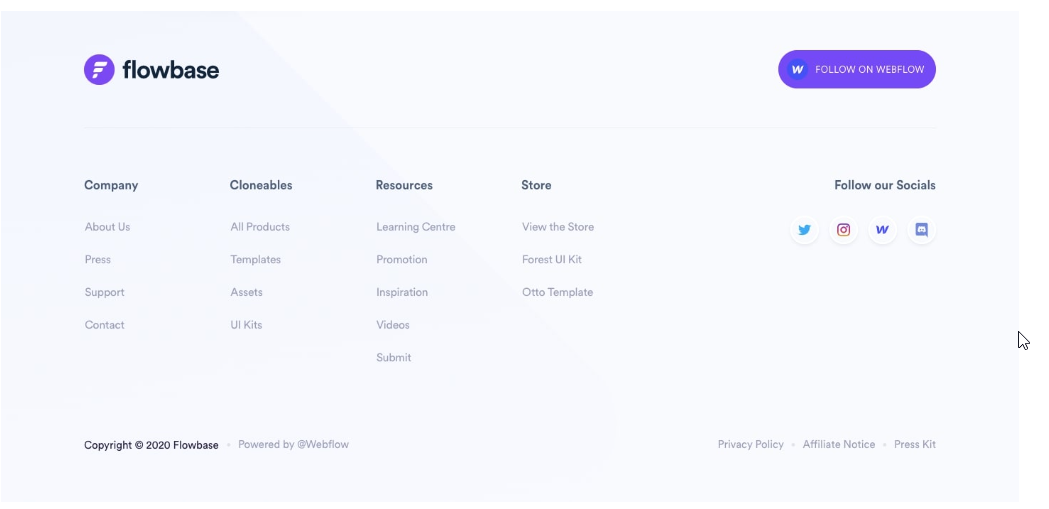 flowbase
FOLLOW ON WEBFLOW
Company
About Us
Press
Support
Contact
Cloneables
All Products
Templates
Assets
UI Kits
Resources
Learning Centre
Promotion
Inspiration
Videos
Submit
Store
View the Store
Forest UI Kit
Otto Template
Follow our Socials
Copyright © 2020 Flowbase • Powered by @Webflow
Privacy Policy • Affiliate Notice • Press Kit